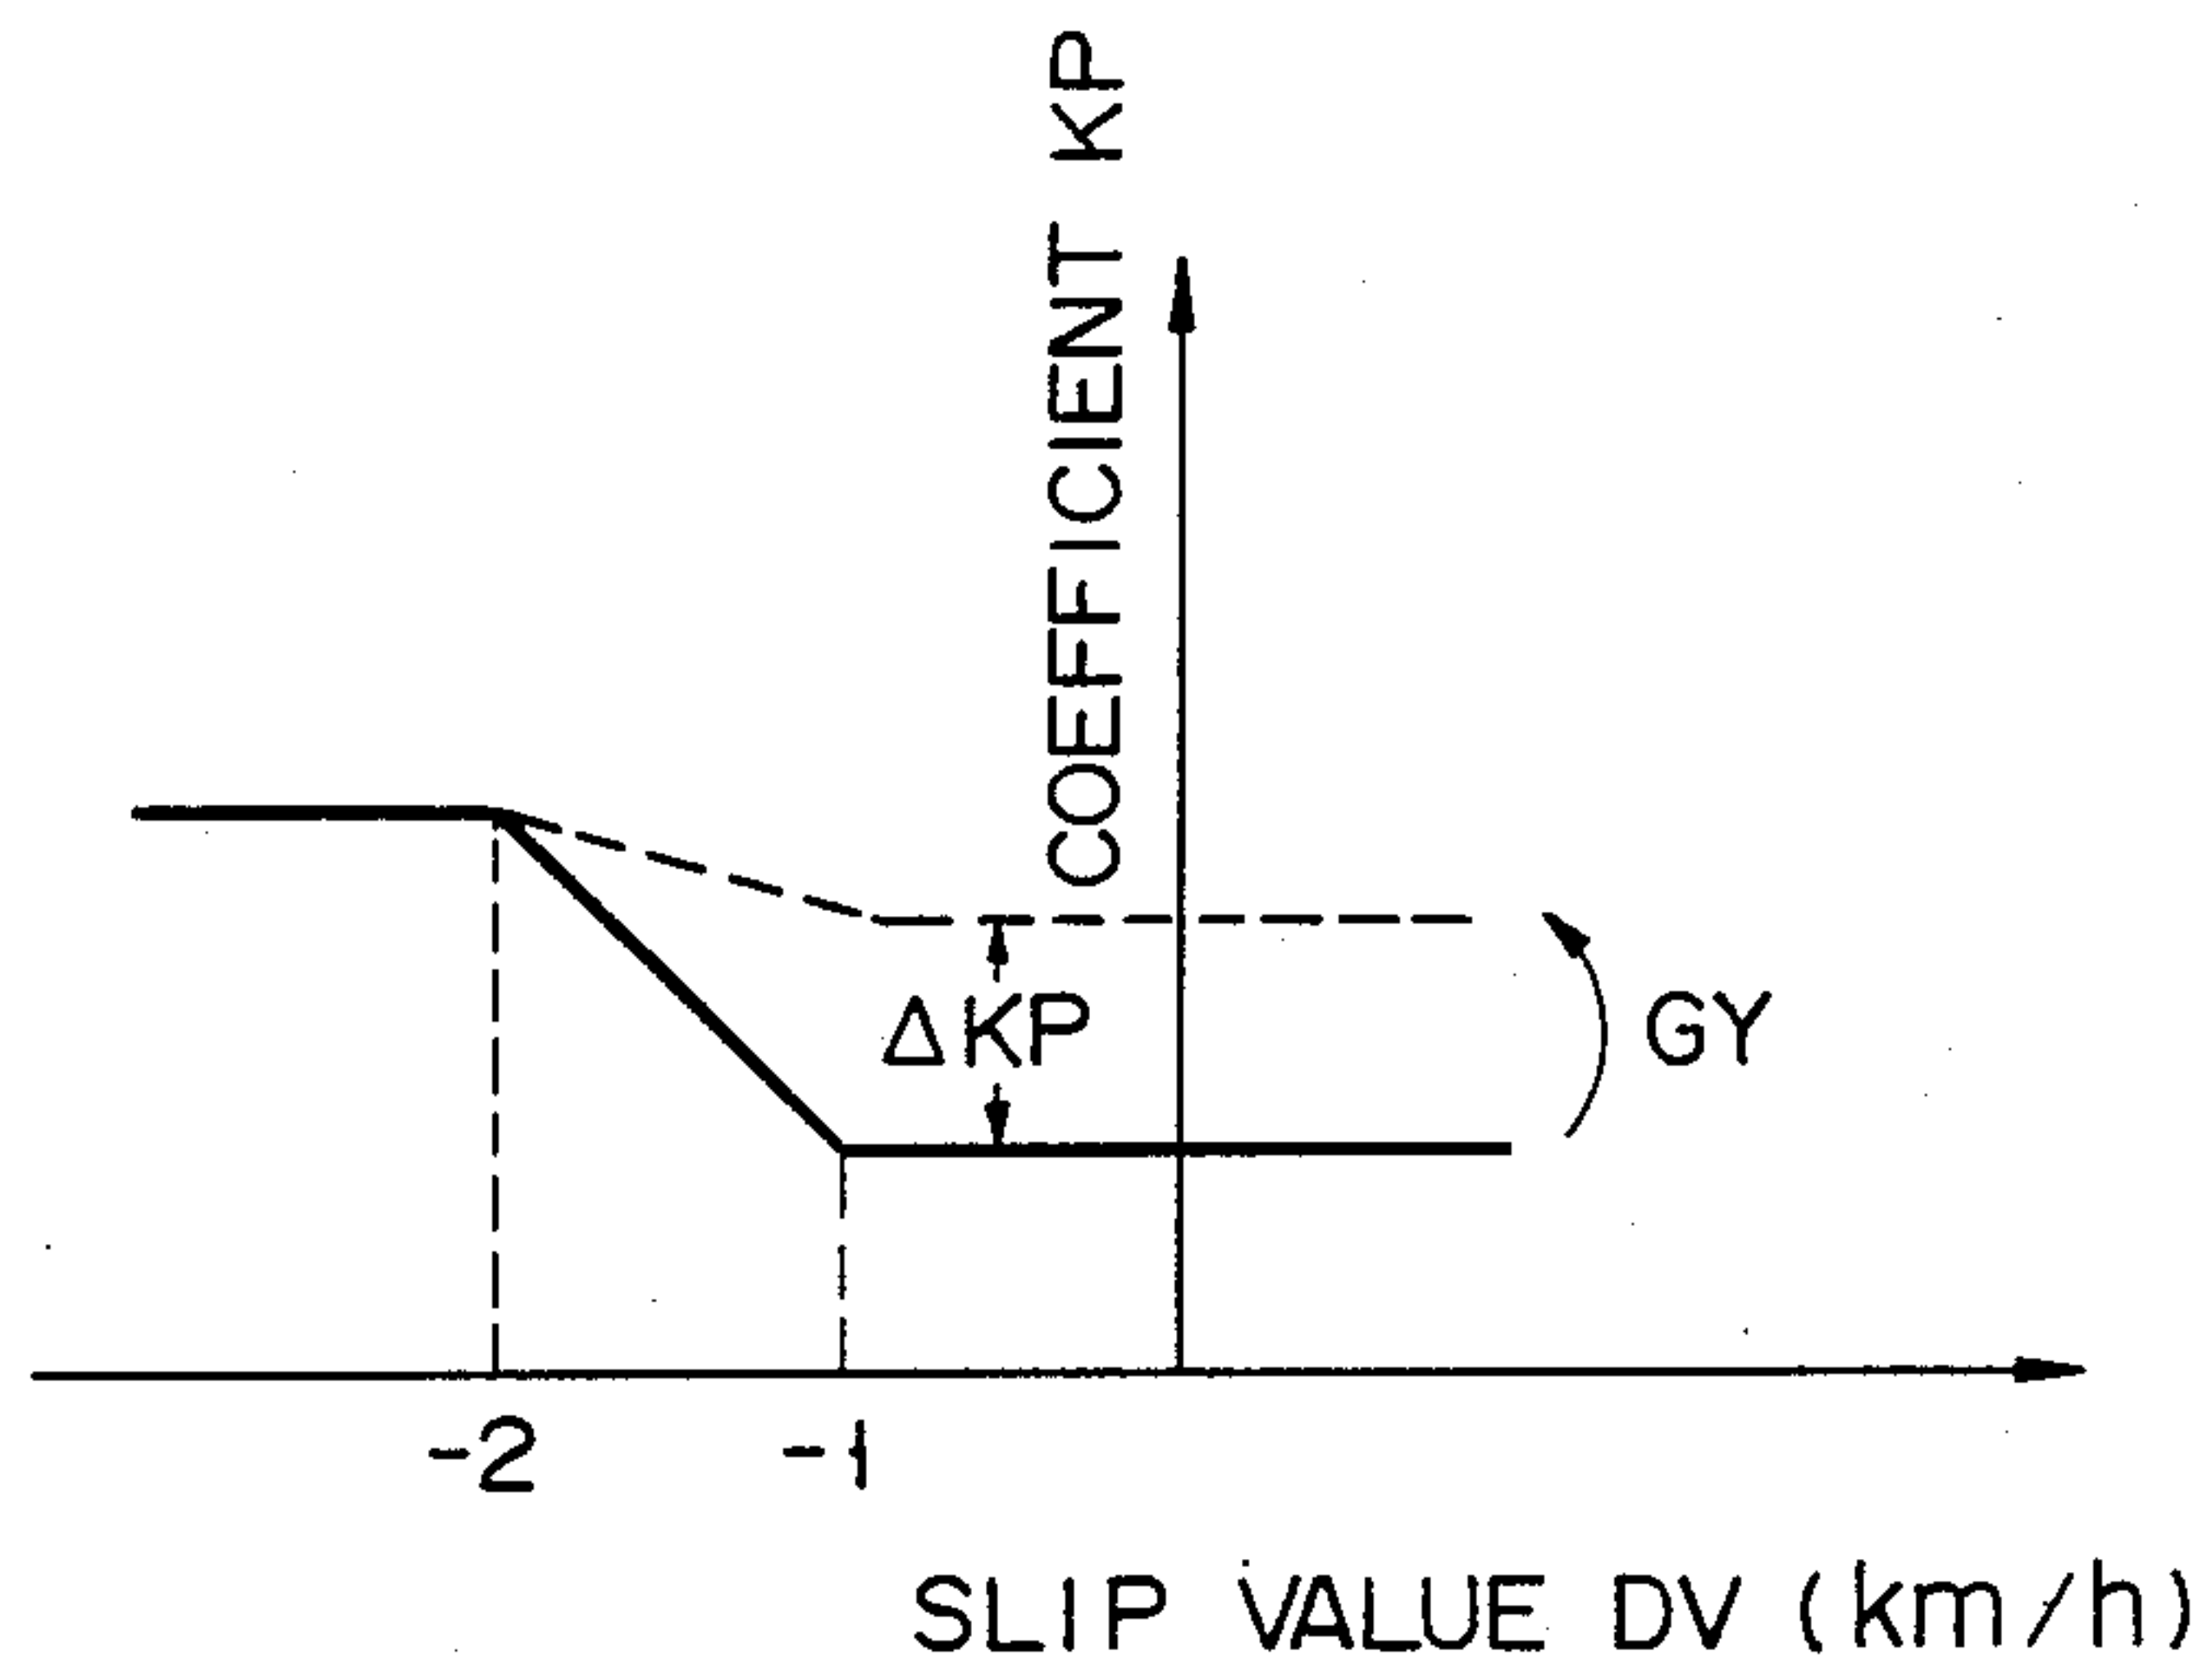 COEFFICIENT KP
ΔKP
GY
-2
-1
SLIP VALUE DV (km/h)